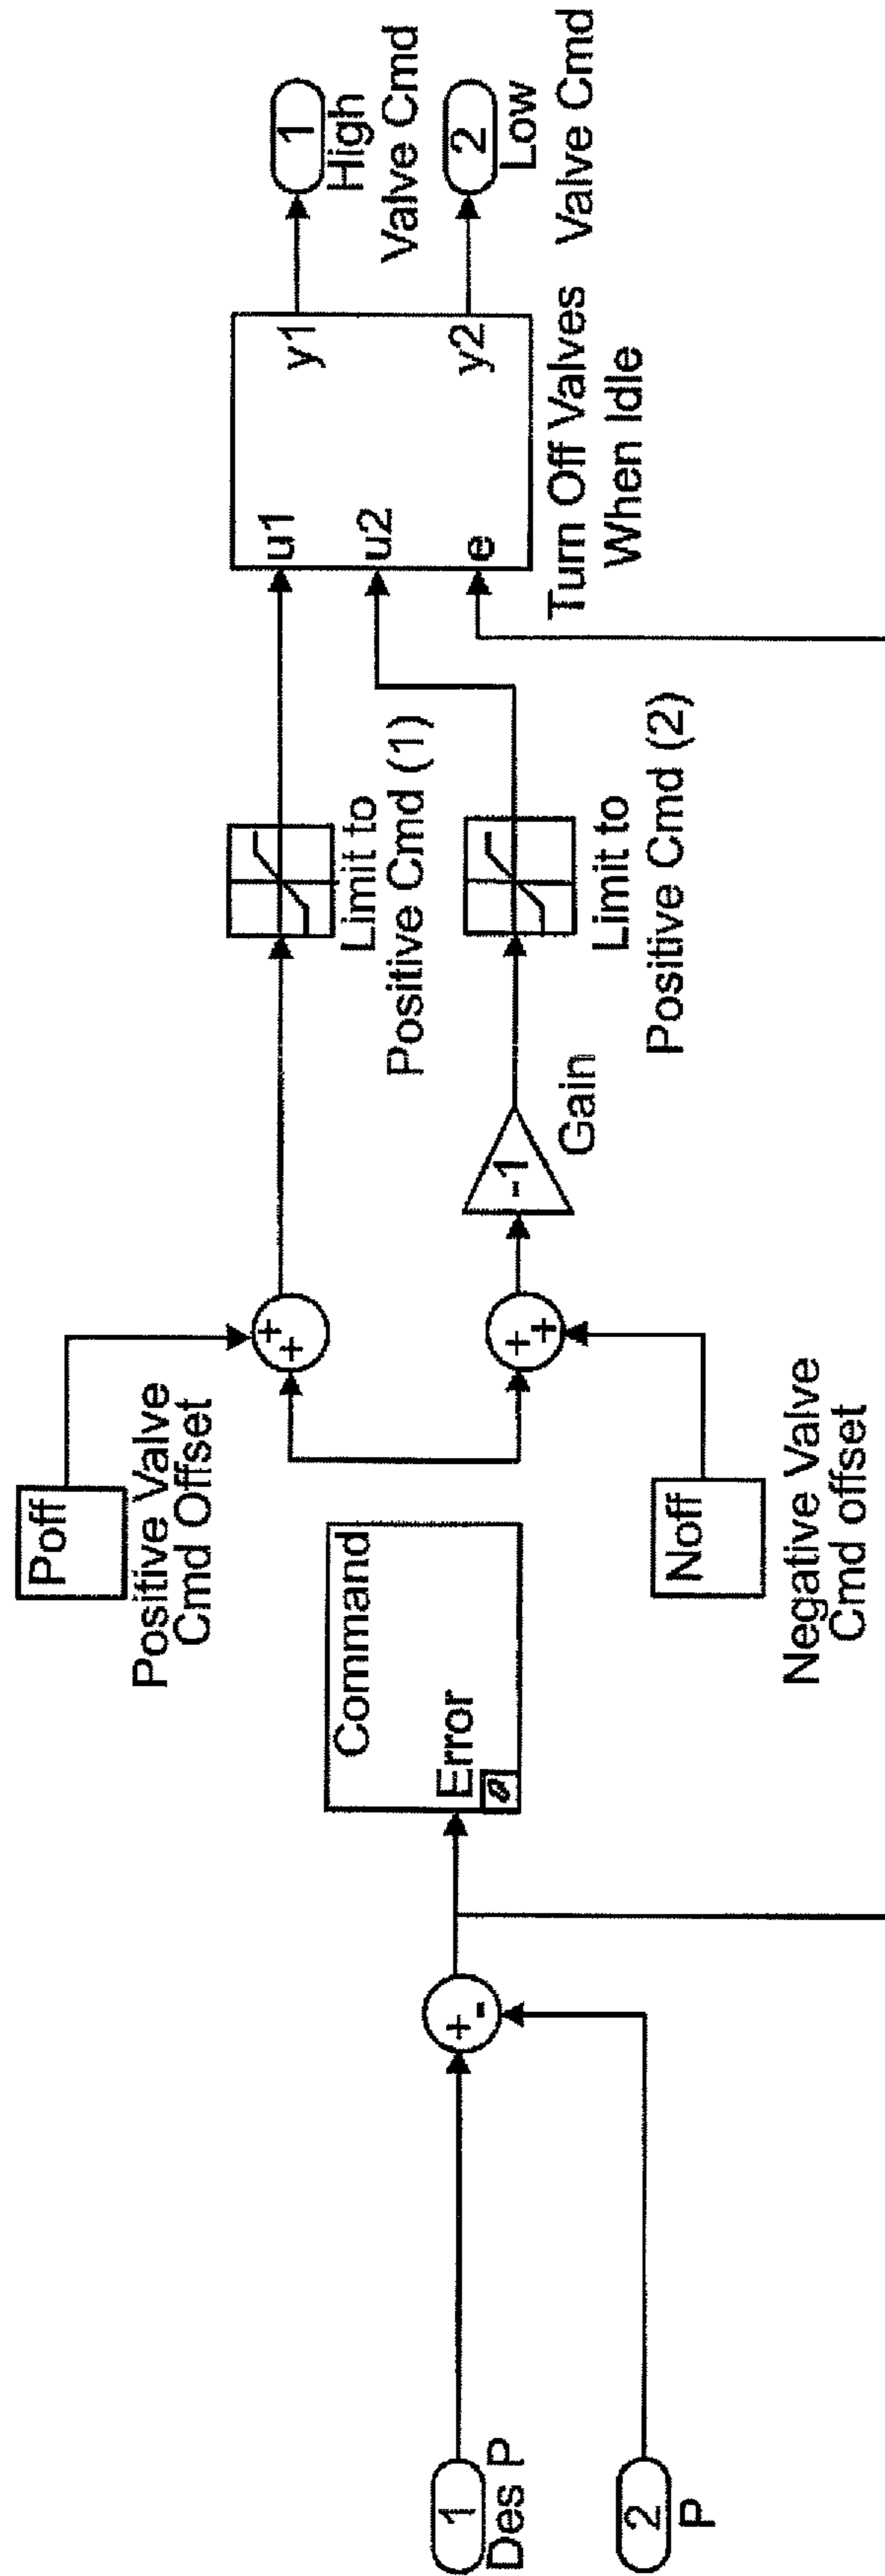 Poff
Positive Valve
Cmd Offset
1
Des P
2
P
+
-
Command
Error
Noff
Negative Valve
Cmd offset
+
+
+
+
-1
Gain
Limit to
Positive Cmd (1)
Limit to
Positive Cmd (2)
u1
u2
e
y1
y2
Turn Off Valves
When Idle
1
High
Valve Cmd
2
Low
Valve Cmd